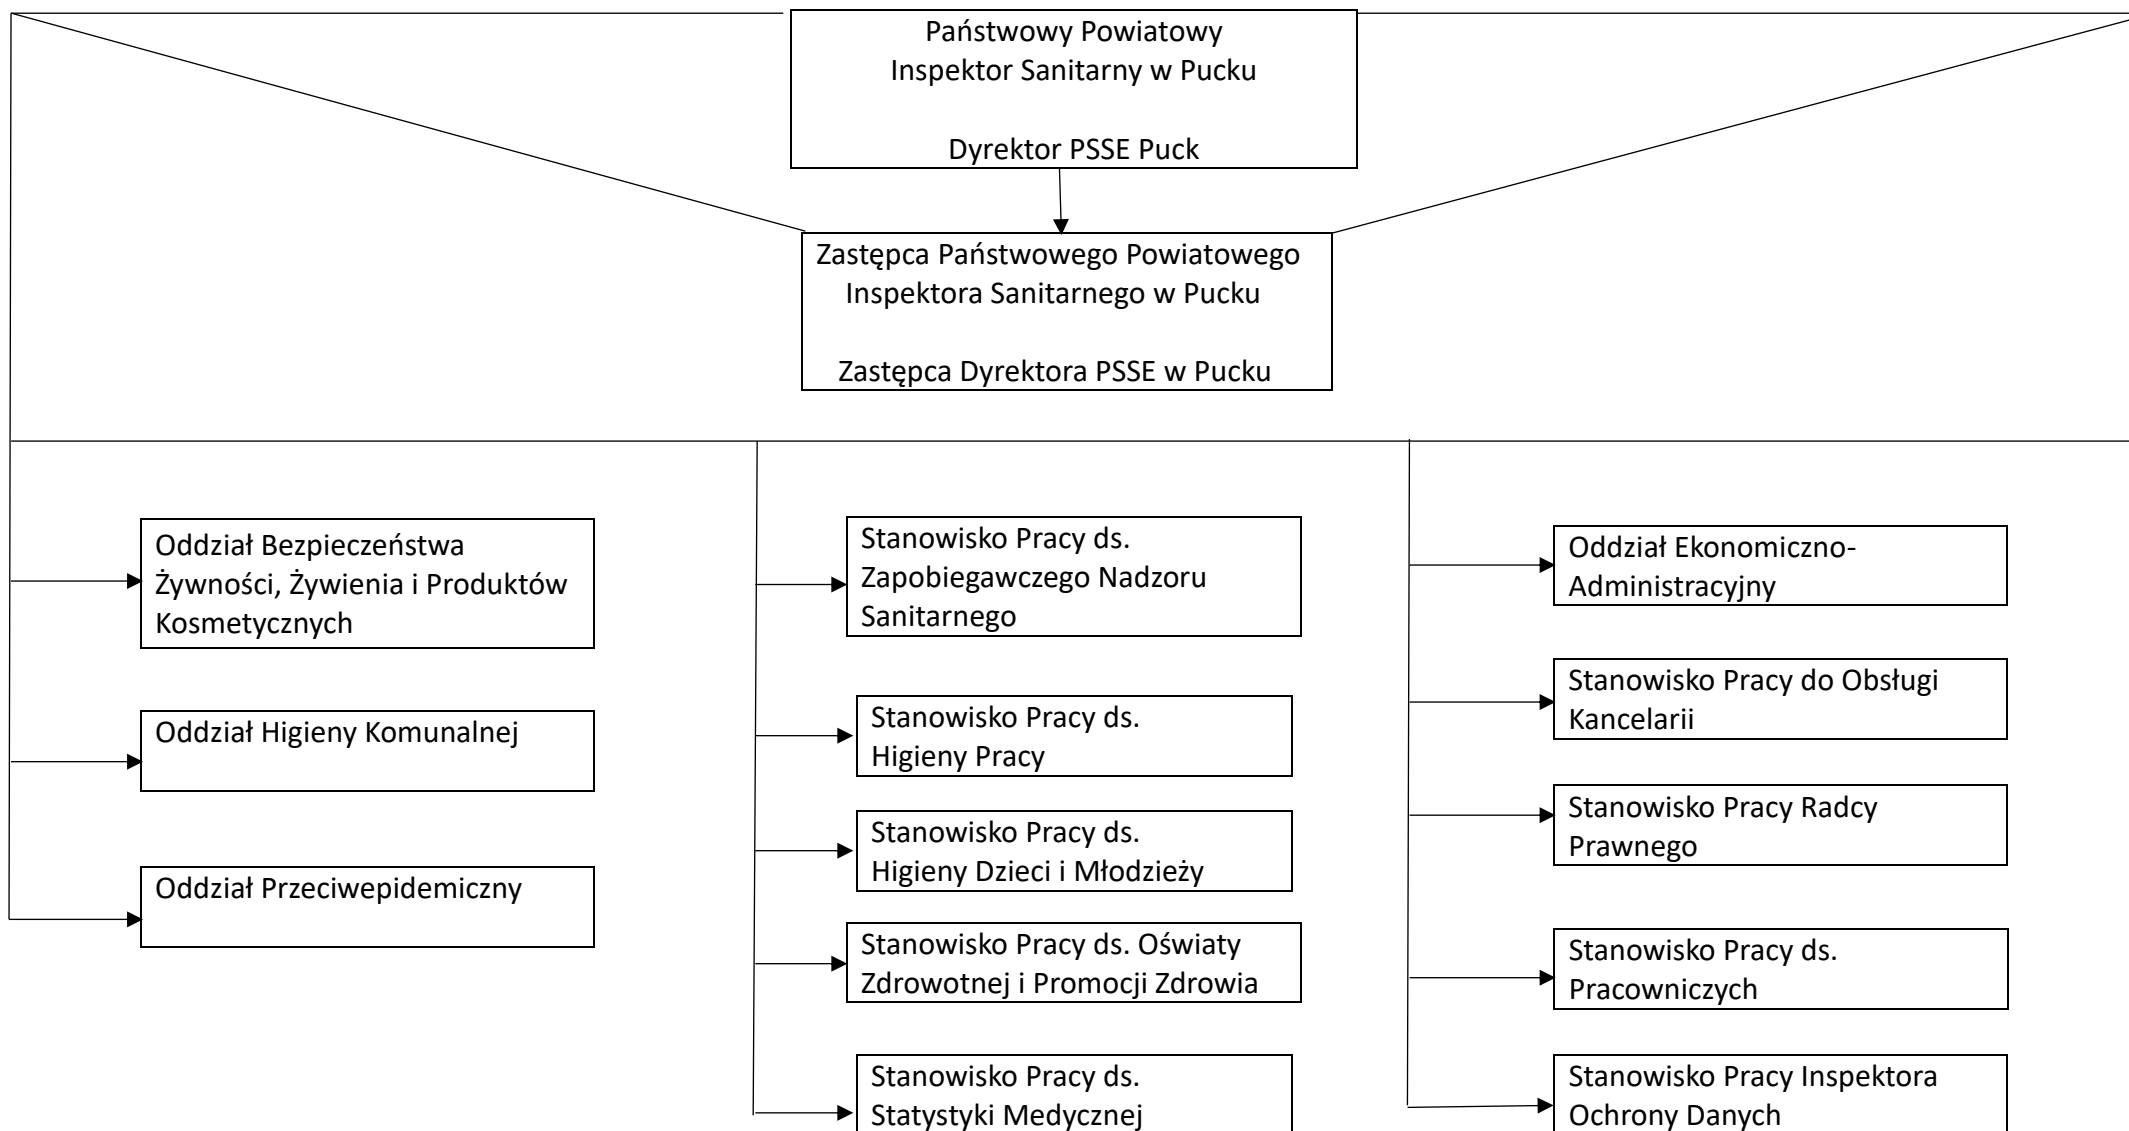 Państwowy Powiatowy
Inspektor Sanitarny w Pucku
Dyrektor PSSE Puck
Zastępca Państwowego Powiatowego
Inspektora Sanitarnego w Pucku
Zastępca Dyrektora PSSE w Pucku
Oddział Bezpieczeństwa
Żywności, Żywienia i Produktów
Kosmetycznych
Oddział Higieny Komunalnej
Oddział Przeciwepidemiczny
Stanowisko Pracy ds.
Zapobiegawczego Nadzoru
Sanitarnego
Stanowisko Pracy ds.
Higieny Pracy
Stanowisko Pracy ds.
Higieny Dzieci i Młodzieży
Stanowisko Pracy ds. Oświaty
Zdrowotnej i Promocji Zdrowia
Stanowisko Pracy ds.
Statystyki Medycznej
Oddział Ekonomiczno-
Administracyjny
Stanowisko Pracy do Obsługi
Kancelarii
Stanowisko Pracy Radcy
Prawnego
Stanowisko Pracy ds.
Pracowniczych
Stanowisko Pracy Inspektora
Ochrony Danych